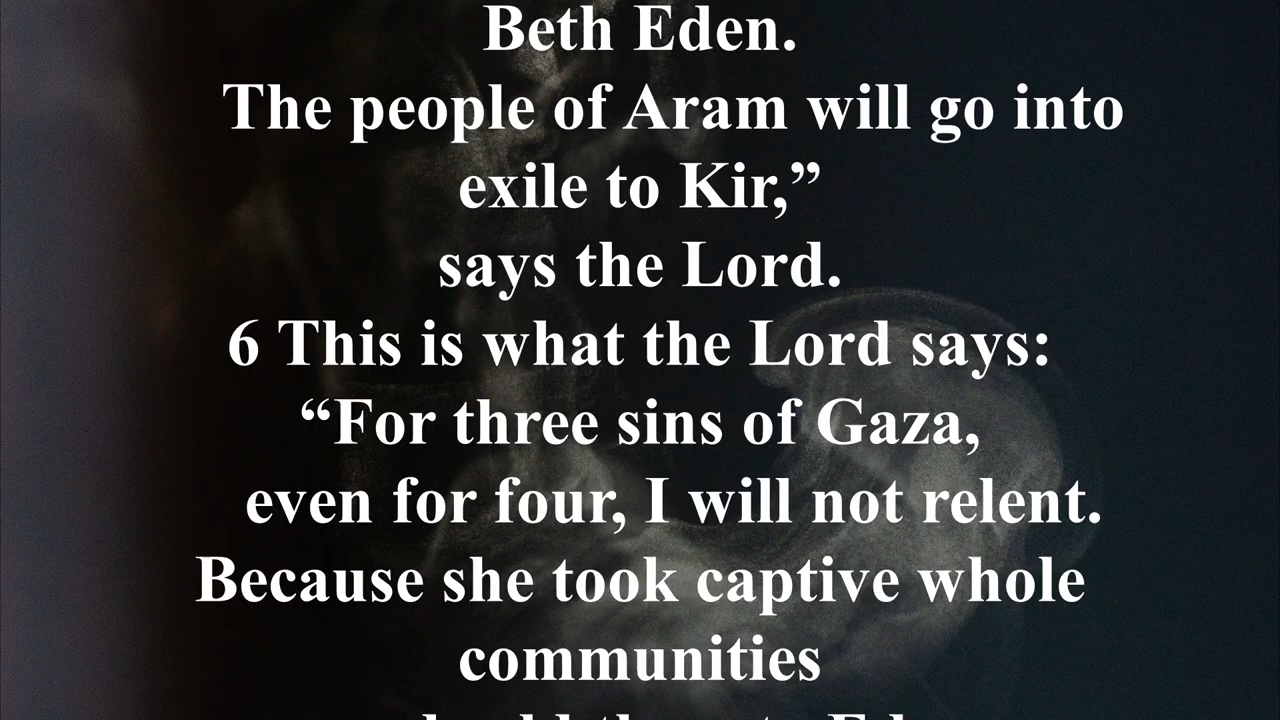 Beth Eden.
The people of Aram will go into
exile to Kir,”
says the Lord.
6 This is what the Lord says:
“For three sins of Gaza,
even for four, I will not relent.
Because she took captive whole
communities